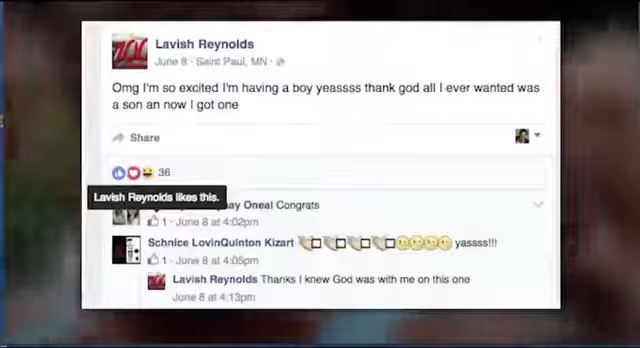 Lavish Reynolds
June 8 · Saint Paul, MN ·
Omg I'm so excited I'm having a boy yeassss thank god all I ever wanted was
a son an now I got one
Share
36
Lavish Reynolds likes this.
Oneal Congrats
1 · June 8 at 4:02pm
Schnice LovinQuinton Kizart yassss!!!
1 · June 8 at 4:05pm
Lavish Reynolds Thanks I knew God was with me on this one
June 8 at 4:13pm